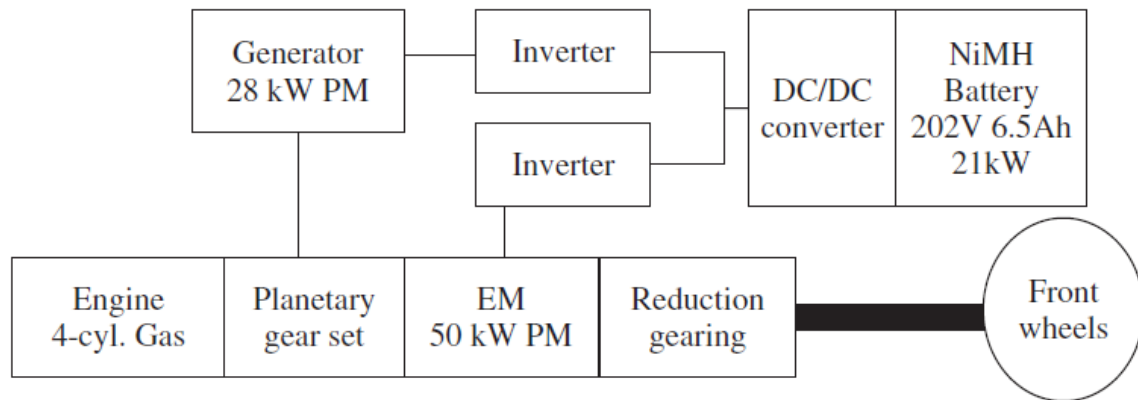 Generator
28 kW PM
Inverter
Inverter
DC/DC
converter
NiMH
Battery
202V 6.5Ah
21kW
Engine
4-cyl. Gas
Planetary
gear set
EM
50 kW PM
Reduction
gearing
Front
wheels